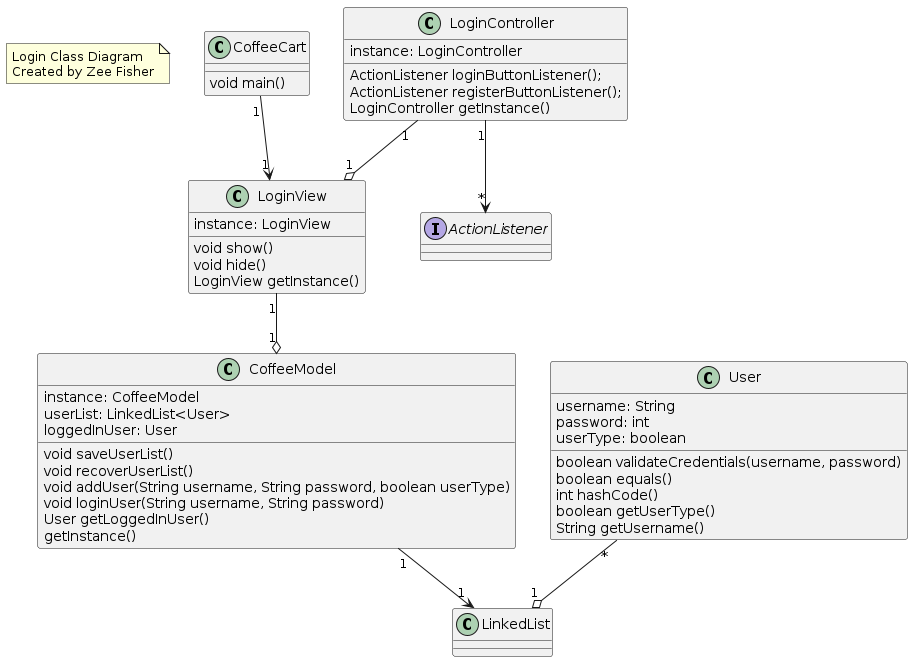 Login Class Diagram
Created by Zee Fisher
C CoffeeCart
void main()
C LoginController
instance: LoginController
ActionListener loginButtonListener();
ActionListener registerButtonListener();
LoginController getInstance()
1
1
1
1
1
*
C LoginView
instance: LoginView
void show()
void hide()
LoginView getInstance()
I ActionListener
1
1
C CoffeeModel
instance: CoffeeModel
userList: LinkedList<User>
loggedInUser: User
void saveUserList()
void recoverUserList()
void addUser(String username, String password, boolean userType)
void loginUser(String username, String password)
User getLoggedInUser()
getInstance()
C User
username: String
password: int
userType: boolean
boolean validateCredentials(username, password)
boolean equals()
int hashCode()
boolean getUserType()
String getUsername()
1
*
1
1
C LinkedList